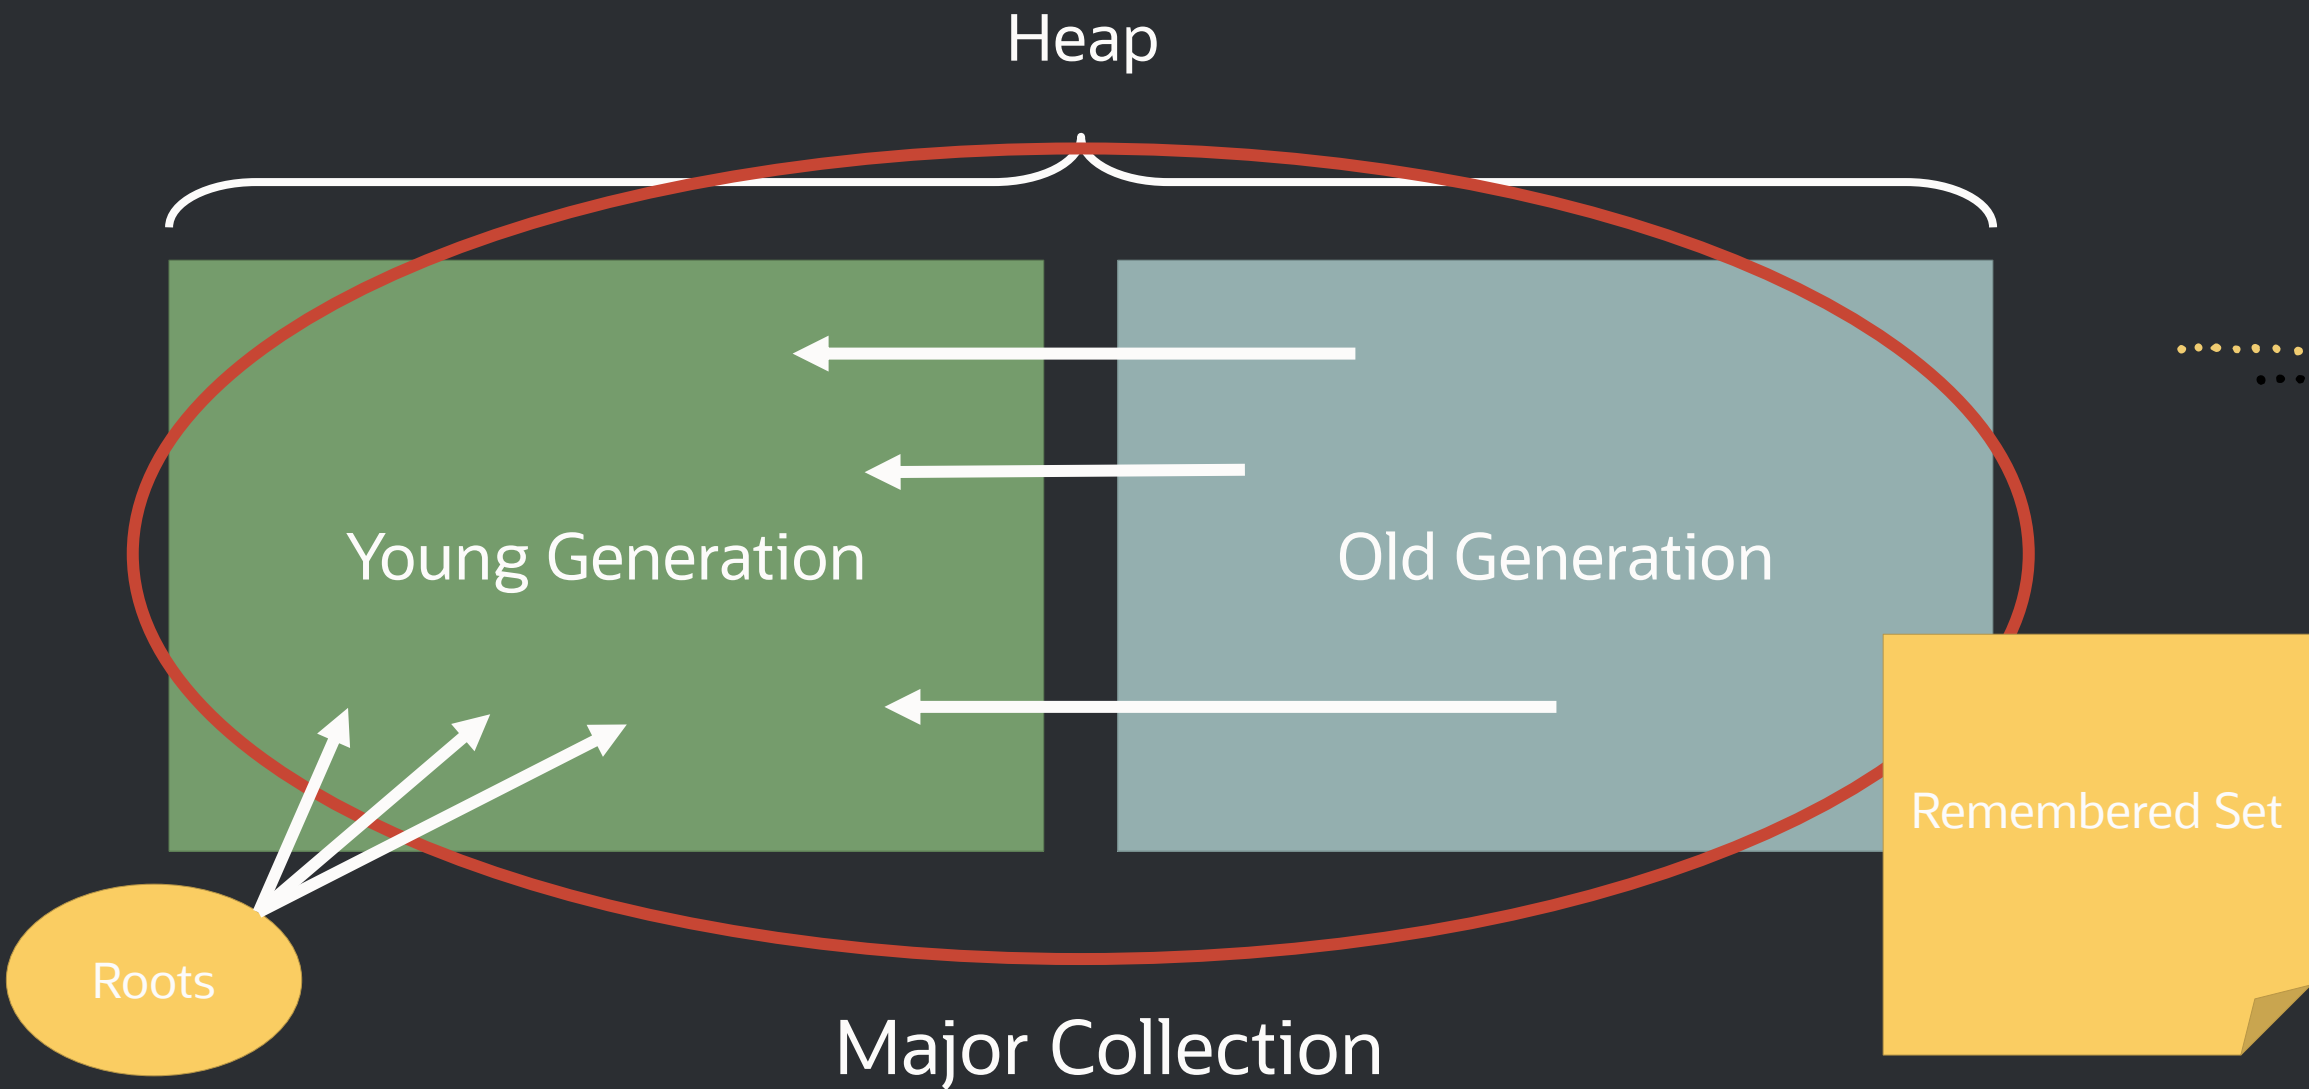 Heap
Young Generation
Old Generation
Remembered Set
Roots
Major Collection